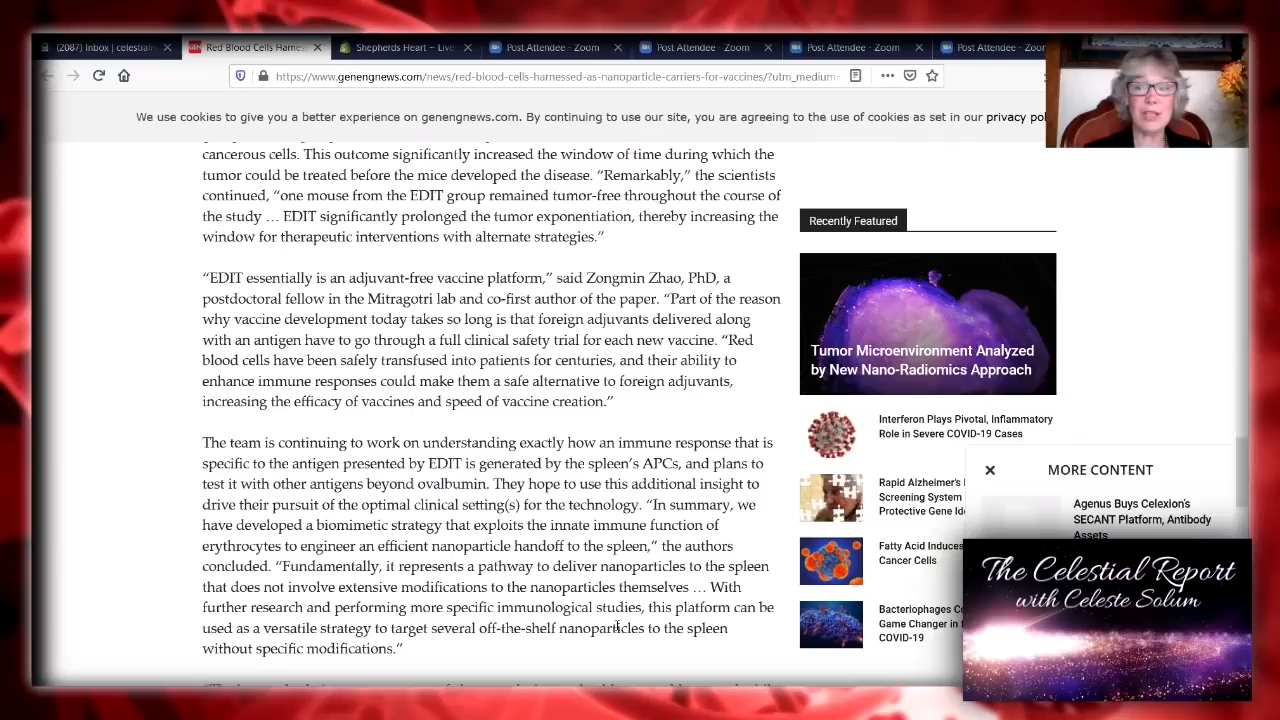 (2087) Inbox | celestialr
Red Blood Cells Harnes
Shepherds Heart – Live
Post Attendee - Zoom
Post Attendee - Zoom
Post Attendee - Zoom
Post Attendee - Zoom
https://www.genengnews.com/news/red-blood-cells-harnessed-as-nanoparticle-carriers-for-vaccines/?utm_medium
We use cookies to give you a better experience on genengnews.com. By continuing to use our site, you are agreeing to the use of cookies as set in our privacy pol
cancerous cells. This outcome significantly increased the window of time during which the
tumor could be treated before the mice developed the disease. “Remarkably,” the scientists
continued, “one mouse from the EDIT group remained tumor-free throughout the course of
the study … EDIT significantly prolonged the tumor exponentiation, thereby increasing the
window for therapeutic interventions with alternate strategies.”
“EDIT essentially is an adjuvant-free vaccine platform,” said Zongmin Zhao, PhD, a
postdoctoral fellow in the Mitragotri lab and co-first author of the paper. “Part of the reason
why vaccine development today takes so long is that foreign adjuvants delivered along
with an antigen have to go through a full clinical safety trial for each new vaccine. “Red
blood cells have been safely transfused into patients for centuries, and their ability to
enhance immune responses could make them a safe alternative to foreign adjuvants,
increasing the efficacy of vaccines and speed of vaccine creation.”
The team is continuing to work on understanding exactly how an immune response that is
specific to the antigen presented by EDIT is generated by the spleen’s APCs, and plans to
test it with other antigens beyond ovalbumin. They hope to use this additional insight to
drive their pursuit of the optimal clinical setting(s) for the technology. “In summary, we
have developed a biomimetic strategy that exploits the innate immune function of
erythrocytes to engineer an efficient nanoparticle handoff to the spleen,” the authors
concluded. “Fundamentally, it represents a pathway to deliver nanoparticles to the spleen
that does not involve extensive modifications to the nanoparticles themselves … With
further research and performing more specific immunological studies, this platform can be
used as a versatile strategy to target several off-the-shelf nanoparticles to the spleen
without specific modifications.”
Recently Featured
Tumor Microenvironment Analyzed
by New Nano-Radiomics Approach
Interferon Plays Pivotal, Inflammatory
Role in Severe COVID-19 Cases
Rapid Alzheimer’s
Screening System
Protective Gene Ide
Fatty Acid Induces
Cancer Cells
Bacteriophages Co
Game Changer in
COVID-19
MORE CONTENT
Agenus Buys Celexion’s
SECANT Platform, Antibody
Assets
The Celestial Report
with Celeste Solum